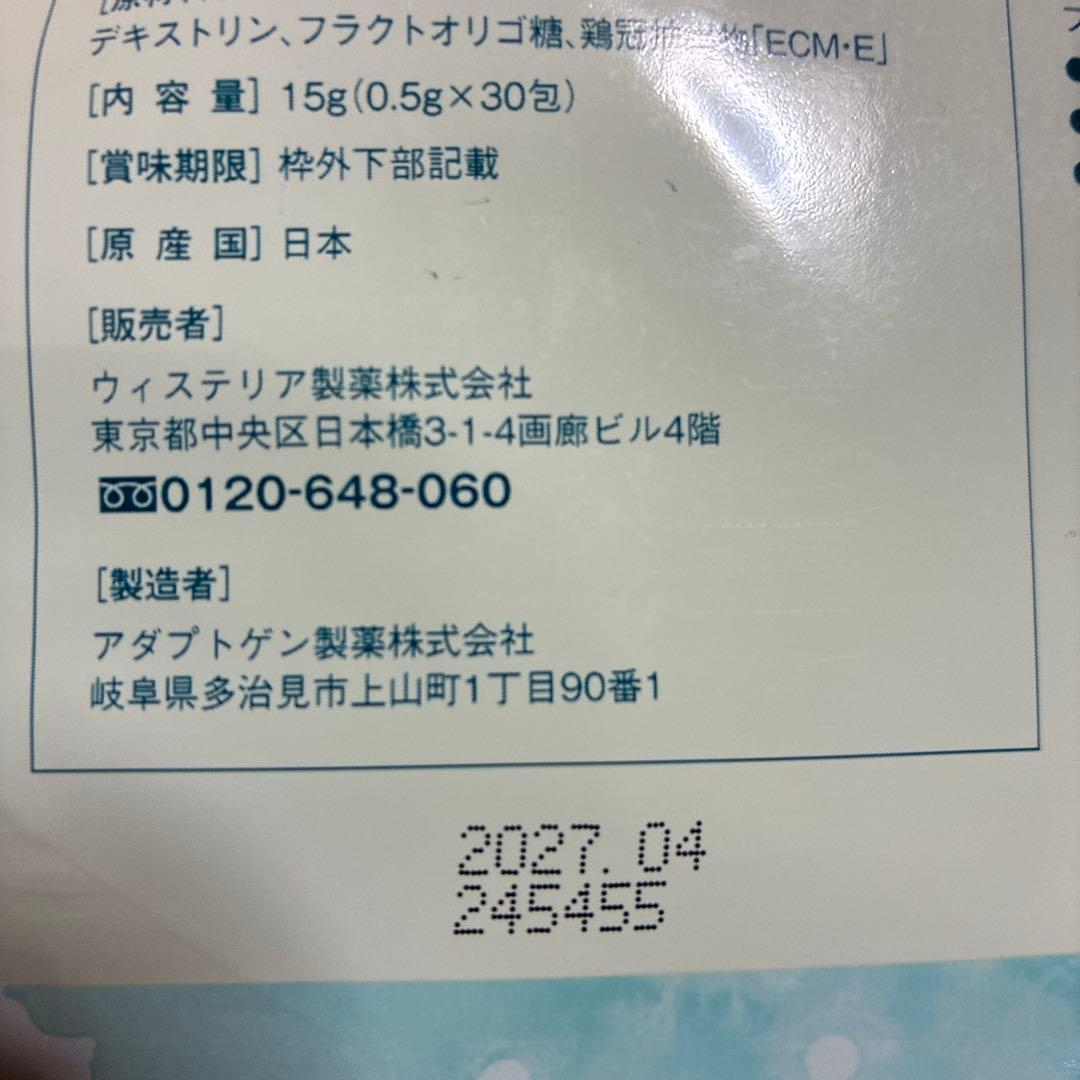 デキストリン、フラクトオリゴ糖、鶏冠抽出物「ECM・E」
[内容量] 15g(0.5g×30包)
[賞味期限] 枠外下部記載
[原産国] 日本
[販売者]
ウィステリア製薬株式会社
東京都中央区日本橋3-1-4画廊ビル4階
0120-648-060
[製造者]
アダプトゲン製薬株式会社
岐阜県多治見市上山町1丁目90番1
2027.04
245455